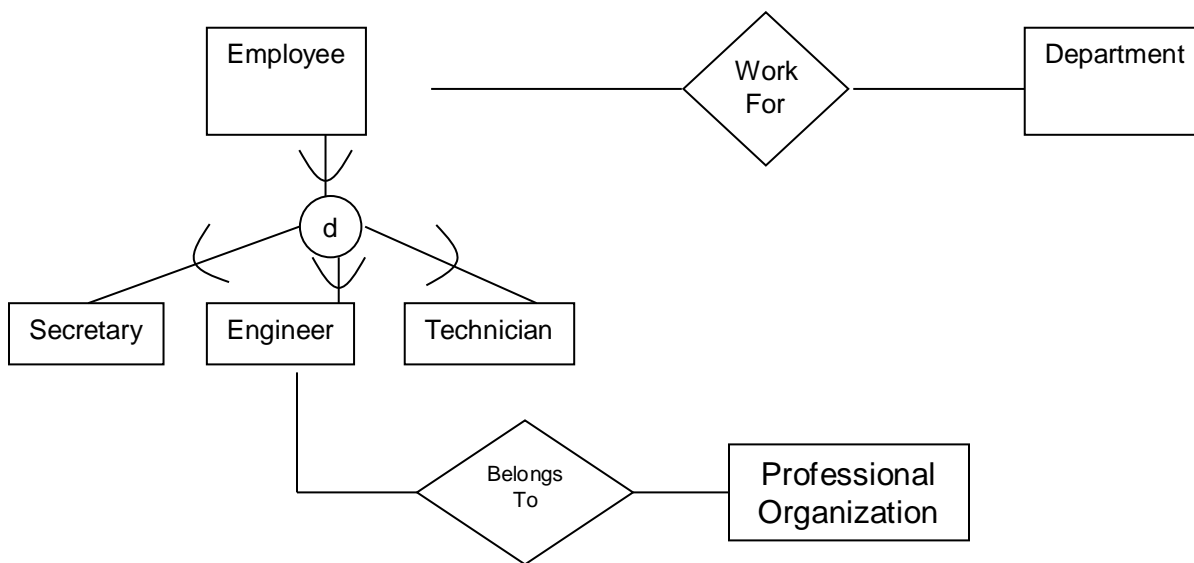 Employee
Work
For
Department
d
Secretary
Engineer
Technician
Belongs
To
Professional
Organization